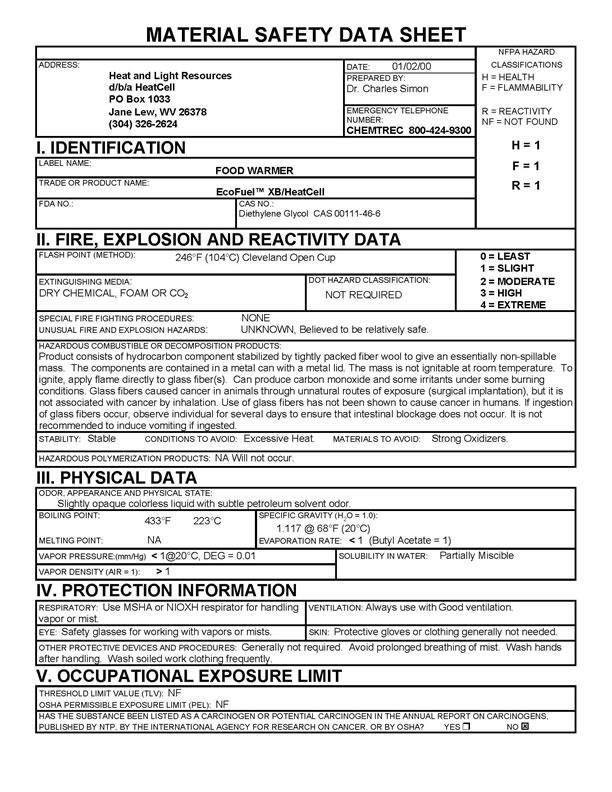 MATERIAL SAFETY DATA SHEET
ADDRESS:
Heat and Light Resources
d/b/a HeatCell
PO Box 1033
Jane Lew, WV 26378
(304) 326-2624
DATE: 01/02/00
PREPARED BY:
Dr. Charles Simon
EMERGENCY TELEPHONE
NUMBER:
CHEMTREC 800-424-9300
NFPA HAZARD
CLASSIFICATIONS
H = HEALTH
F = FLAMMABILITY
R = REACTIVITY
NF = NOT FOUND
H = 1
F = 1
R = 1
I. IDENTIFICATION
LABEL NAME:
FOOD WARMER
TRADE OR PRODUCT NAME:
EcoFuel™ XB/HeatCell
FDA NO.:
CAS NO.:
Diethylene Glycol CAS 00111-46-6
II. FIRE, EXPLOSION AND REACTIVITY DATA
FLASH POINT (METHOD): 246°F (104°C) Cleveland Open Cup
0 = LEAST
1 = SLIGHT
2 = MODERATE
3 = HIGH
4 = EXTREME
EXTINGUISHING MEDIA:
DRY CHEMICAL, FOAM OR CO₂
DOT HAZARD CLASSIFICATION:
NOT REQUIRED
SPECIAL FIRE FIGHTING PROCEDURES: NONE
UNUSUAL FIRE AND EXPLOSION HAZARDS: UNKNOWN, Believed to be relatively safe.
HAZARDOUS COMBUSTIBLE OR DECOMPOSITION PRODUCTS:
Product consists of hydrocarbon component stabilized by tightly packed fiber wool to give an essentially non-spillable
mass. The components are contained in a metal can with a metal lid. The mass is not ignitable at room temperature. To
ignite, apply flame directly to glass fiber(s). Can produce carbon monoxide and some irritants under some burning
conditions. Glass fibers caused cancer in animals through unnatural routes of exposure (surgical implantation), but it is
not associated with cancer by inhalation. Use of glass fibers has not been shown to cause cancer in humans. If ingestion
of glass fibers occur, observe individual for several days to ensure that intestinal blockage does not occur. It is not
recommended to induce vomiting if ingested.
STABILITY: Stable CONDITIONS TO AVOID: Excessive Heat. MATERIALS TO AVOID: Strong Oxidizers.
HAZARDOUS POLYMERIZATION PRODUCTS: NA Will not occur.
III. PHYSICAL DATA
ODOR, APPEARANCE AND PHYSICAL STATE:
Slightly opaque colorless liquid with subtle petroleum solvent odor.
BOILING POINT: 433°F 223°C
MELTING POINT: NA
SPECIFIC GRAVITY (H₂O = 1.0):
1.117 @ 68°F (20°C)
EVAPORATION RATE: < 1 (Butyl Acetate = 1)
VAPOR PRESSURE:(mm/Hg) < 1@20°C, DEG = 0.01
SOLUBILITY IN WATER: Partially Miscible
VAPOR DENSITY (AIR = 1): > 1
IV. PROTECTION INFORMATION
RESPIRATORY: Use MSHA or NIOXH respirator for handling
vapor or mist.
VENTILATION: Always use with Good ventilation.
EYE: Safety glasses for working with vapors or mists.
SKIN: Protective gloves or clothing generally not needed.
OTHER PROTECTIVE DEVICES AND PROCEDURES: Generally not required. Avoid prolonged breathing of mist. Wash hands
after handling. Wash soiled work clothing frequently.
V. OCCUPATIONAL EXPOSURE LIMIT
THRESHOLD LIMIT VALUE (TLV): NF
OSHA PERMISSIBLE EXPOSURE LIMIT (PEL): NF
HAS THE SUBSTANCE BEEN LISTED AS A CARCINOGEN OR POTENTIAL CARCINOGEN IN THE ANNUAL REPORT ON CARCINOGENS,
PUBLISHED BY NTP, BY THE INTERNATIONAL AGENCY FOR RESEARCH ON CANCER, OR BY OSHA? YES ☐ NO ☒